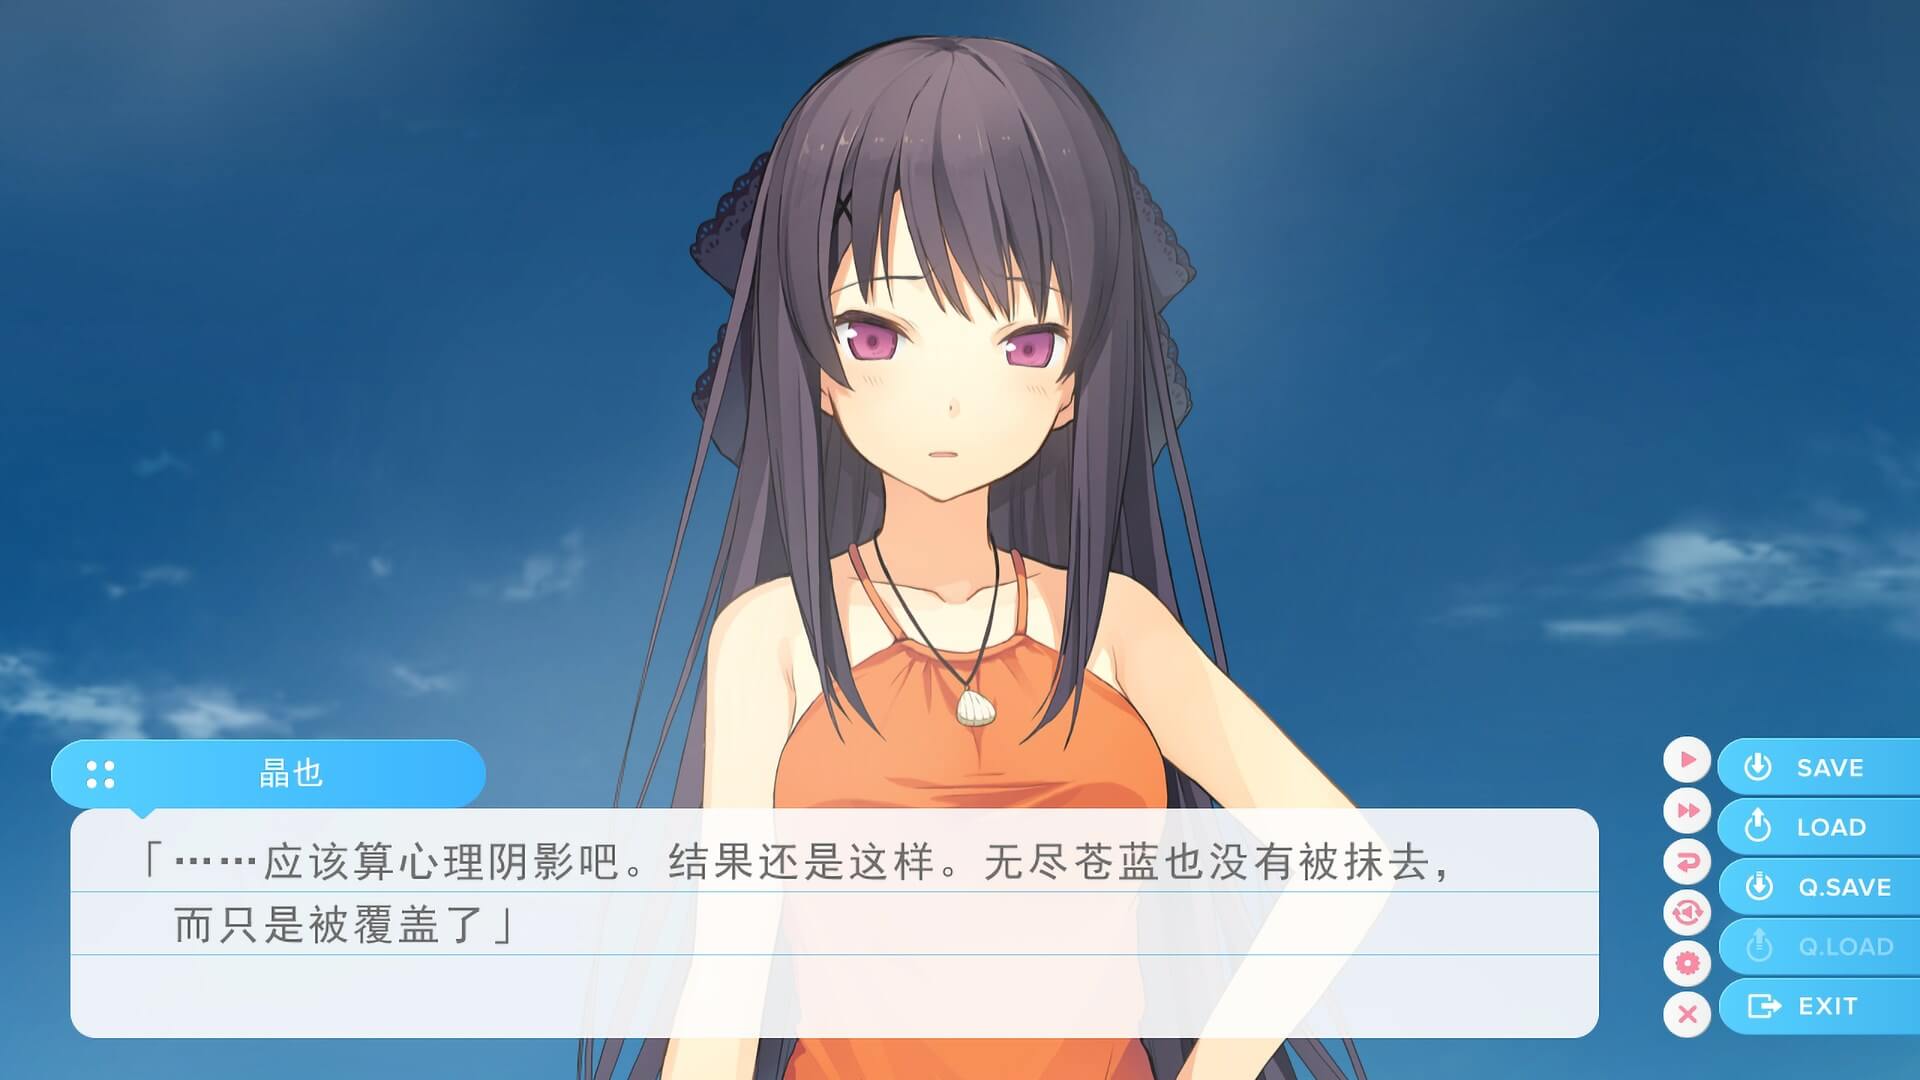 晶也
「……应该算心理阴影吧。结果还是这样。无尽苍蓝也没有被抹去，
而只是被覆盖了」
SAVE
LOAD
Q.SAVE
Q.LOAD
EXIT